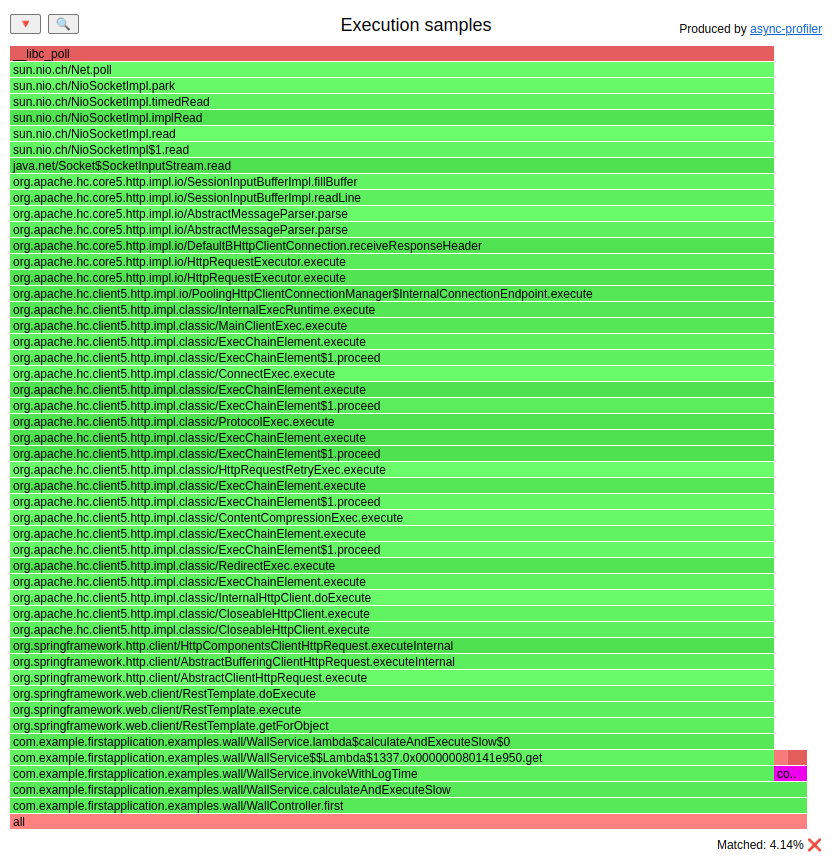 Execution samples
Produced by async-profiler
__libc_poll
sun.nio.ch/Net.poll
sun.nio.ch/NioSocketImpl.park
sun.nio.ch/NioSocketImpl.timedRead
sun.nio.ch/NioSocketImpl.implRead
sun.nio.ch/NioSocketImpl.read
sun.nio.ch/NioSocketImpl$1.read
java.net/Socket$SocketInputStream.read
org.apache.hc.core5.http.impl.io/SessionInputBufferImpl.fillBuffer
org.apache.hc.core5.http.impl.io/SessionInputBufferImpl.readLine
org.apache.hc.core5.http.impl.io/AbstractMessageParser.parse
org.apache.hc.core5.http.impl.io/AbstractMessageParser.parse
org.apache.hc.core5.http.impl.io/DefaultBHttpClientConnection.receiveResponseHeader
org.apache.hc.core5.http.impl.io/HttpRequestExecutor.execute
org.apache.hc.core5.http.impl.io/HttpRequestExecutor.execute
org.apache.hc.client5.http.impl.io/PoolingHttpClientConnectionManager$InternalConnectionEndpoint.execute
org.apache.hc.client5.http.impl.classic/InternalExecRuntime.execute
org.apache.hc.client5.http.impl.classic/MainClientExec.execute
org.apache.hc.client5.http.impl.classic/ExecChainElement.execute
org.apache.hc.client5.http.impl.classic/ExecChainElement$1.proceed
org.apache.hc.client5.http.impl.classic/ConnectExec.execute
org.apache.hc.client5.http.impl.classic/ExecChainElement.execute
org.apache.hc.client5.http.impl.classic/ExecChainElement$1.proceed
org.apache.hc.client5.http.impl.classic/ProtocolExec.execute
org.apache.hc.client5.http.impl.classic/ExecChainElement.execute
org.apache.hc.client5.http.impl.classic/ExecChainElement$1.proceed
org.apache.hc.client5.http.impl.classic/HttpRequestRetryExec.execute
org.apache.hc.client5.http.impl.classic/ExecChainElement.execute
org.apache.hc.client5.http.impl.classic/ExecChainElement$1.proceed
org.apache.hc.client5.http.impl.classic/ContentCompressionExec.execute
org.apache.hc.client5.http.impl.classic/ExecChainElement.execute
org.apache.hc.client5.http.impl.classic/ExecChainElement$1.proceed
org.apache.hc.client5.http.impl.classic/RedirectExec.execute
org.apache.hc.client5.http.impl.classic/ExecChainElement.execute
org.apache.hc.client5.http.impl.classic/InternalHttpClient.doExecute
org.apache.hc.client5.http.impl.classic/CloseableHttpClient.execute
org.apache.hc.client5.http.impl.classic/CloseableHttpClient.execute
org.springframework.http.client/HttpComponentsClientHttpRequest.executeInternal
org.springframework.http.client/AbstractBufferingClientHttpRequest.executeInternal
org.springframework.http.client/AbstractClientHttpRequest.execute
org.springframework.web.client/RestTemplate.doExecute
org.springframework.web.client/RestTemplate.execute
org.springframework.web.client/RestTemplate.getForObject
com.example.firstapplication.examples.wall/WallService.lambda$calculateAndExecuteSlow$0
com.example.firstapplication.examples.wall/WallService$$Lambda$1337.0x000000080141e950.get
com.example.firstapplication.examples.wall/WallService.invokeWithLogTime
co..
com.example.firstapplication.examples.wall/WallService.calculateAndExecuteSlow
com.example.firstapplication.examples.wall/WallController.first
all
Matched: 4.14%